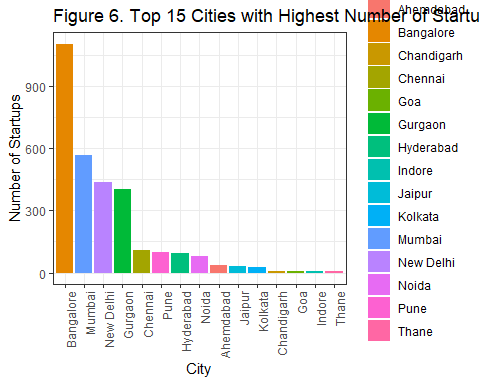 Figure 6. Top 15 Cities with Highest Number of Startu
Ahemdabad
Bangalore
Chandigarh
Chennai
Goa
Gurgaon
Hyderabad
Indore
Jaipur
Kolkata
Mumbai
New Delhi
Noida
Pune
Thane
Number of Startups
900
600
300
0
Bangalore
Mumbai
New Delhi
Gurgaon
Chennai
Pune
Hyderabad
Noida
Ahemdabad
Jaipur
Kolkata
Chandigarh
Goa
Indore
Thane
City